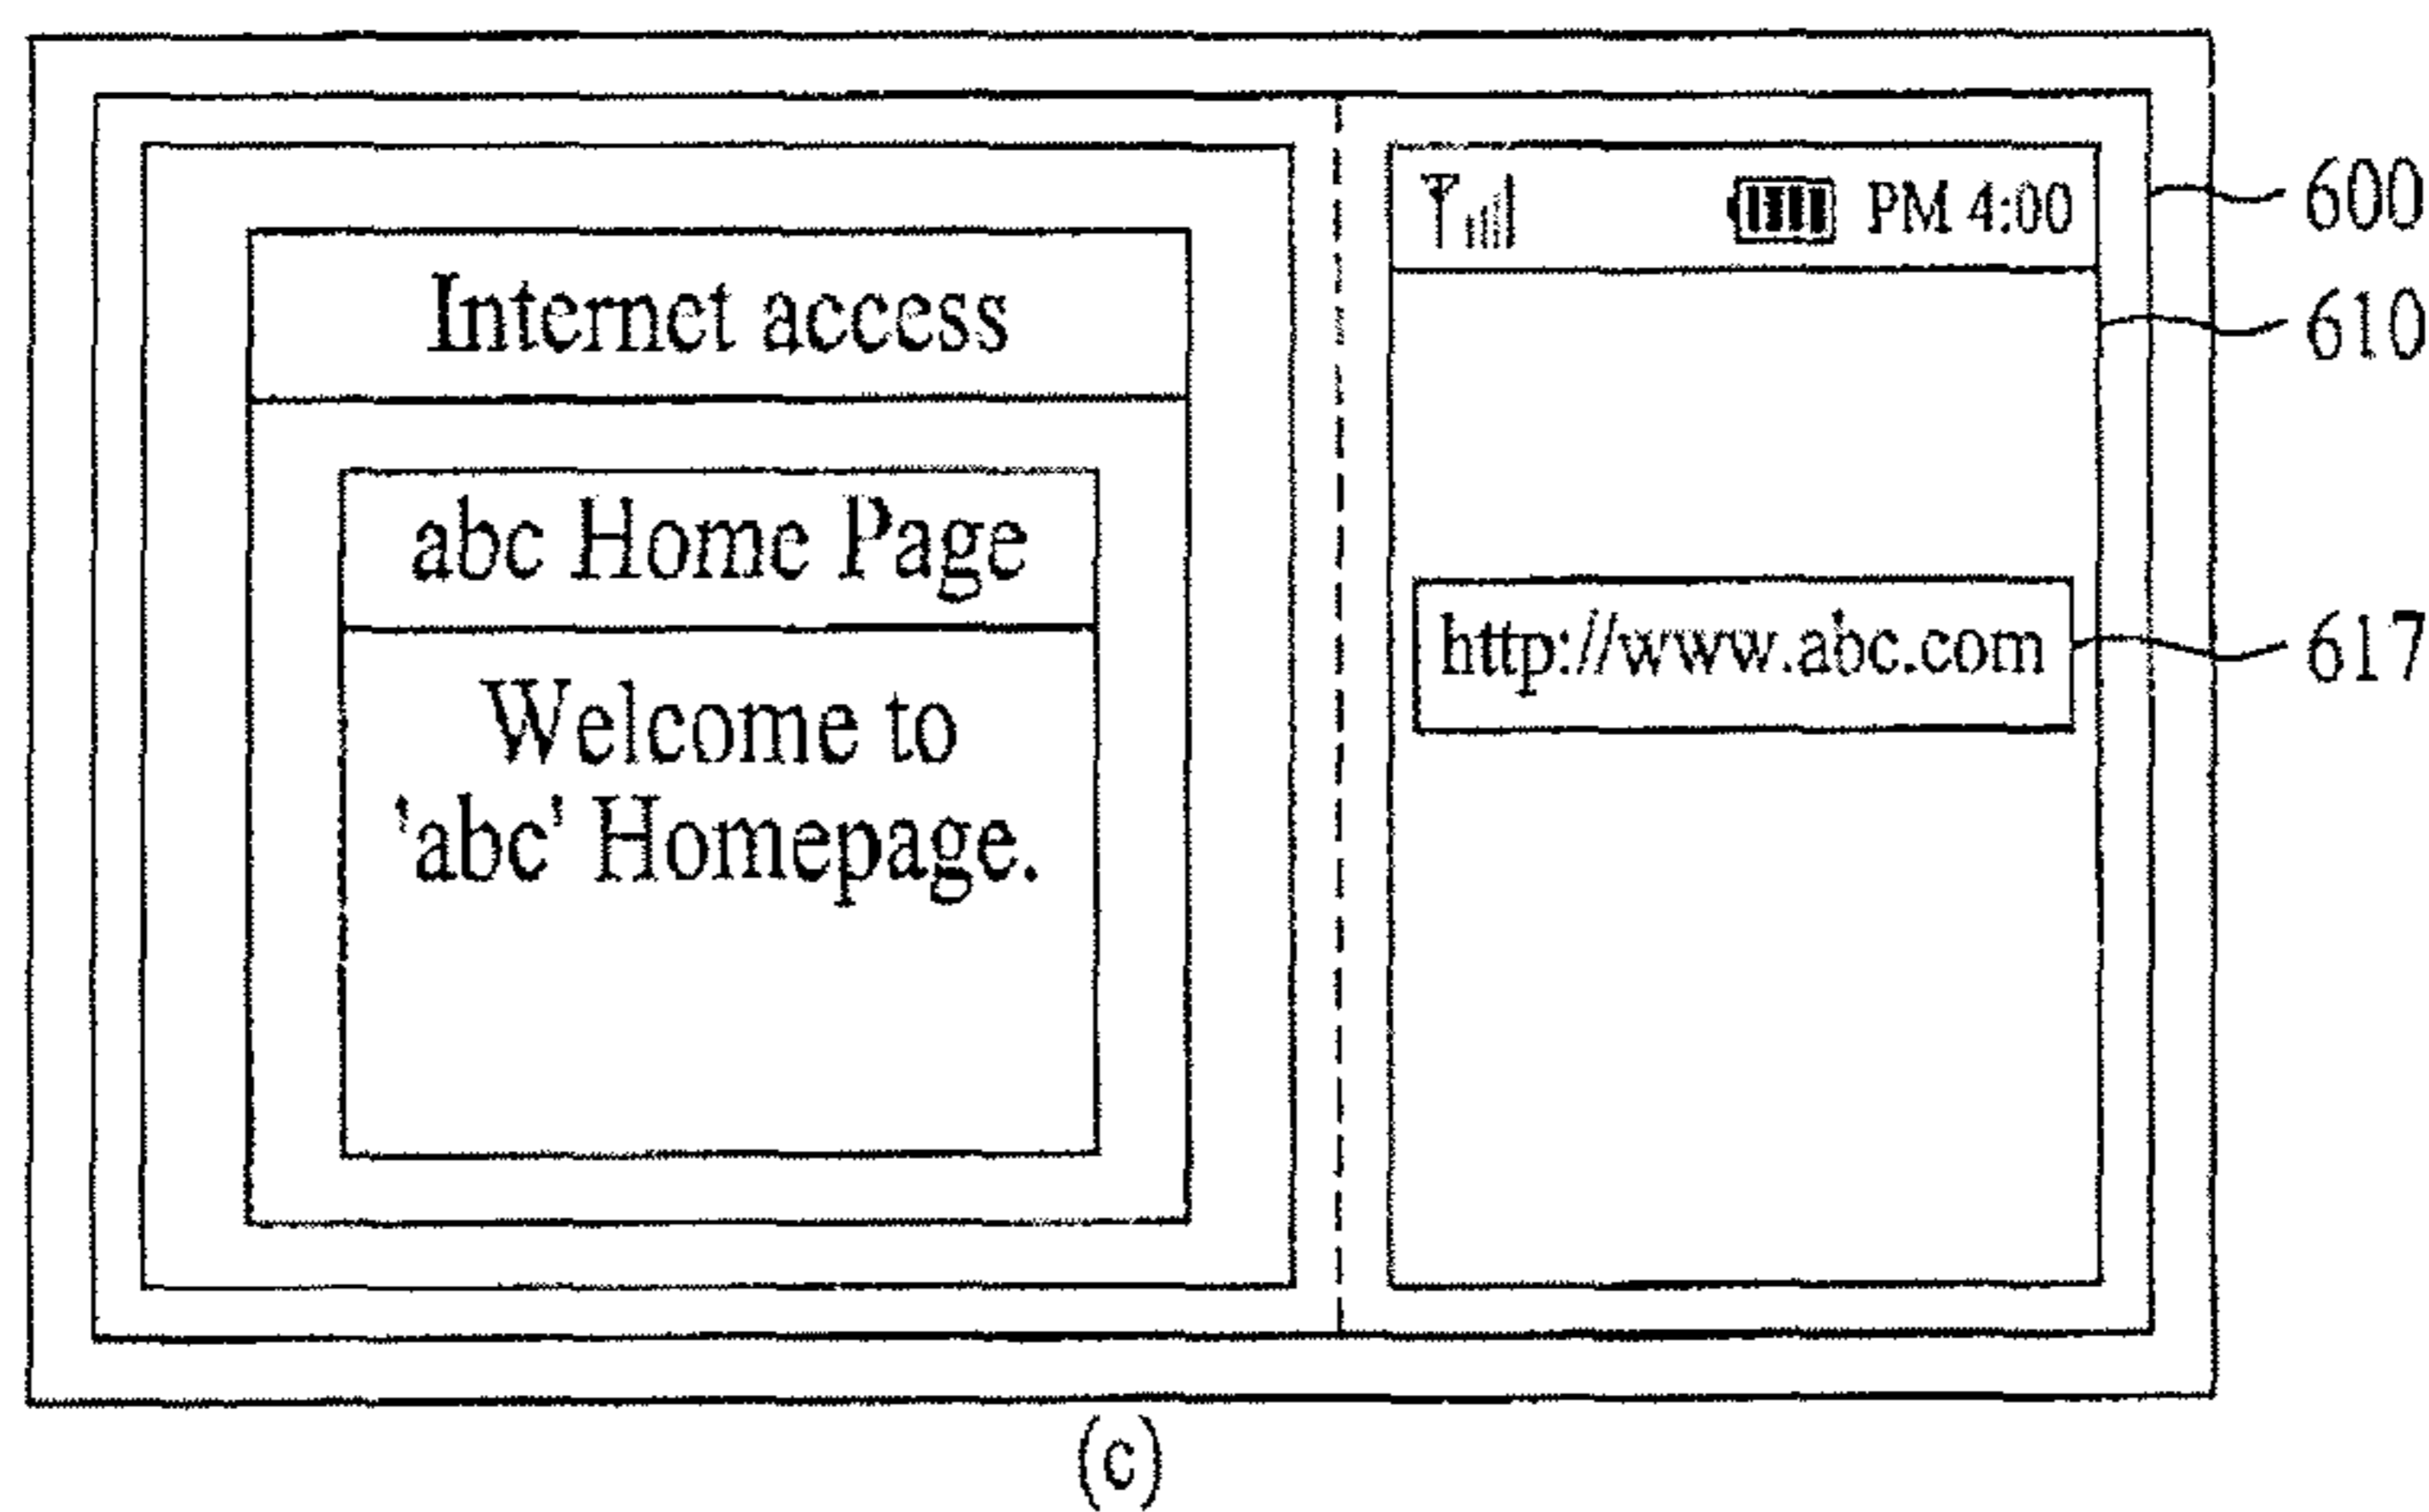 Internet access
abc Home Page
Welcome to
'abc' Homepage.
PM 4:00
http://www.abc.com
600
610
617
(c)